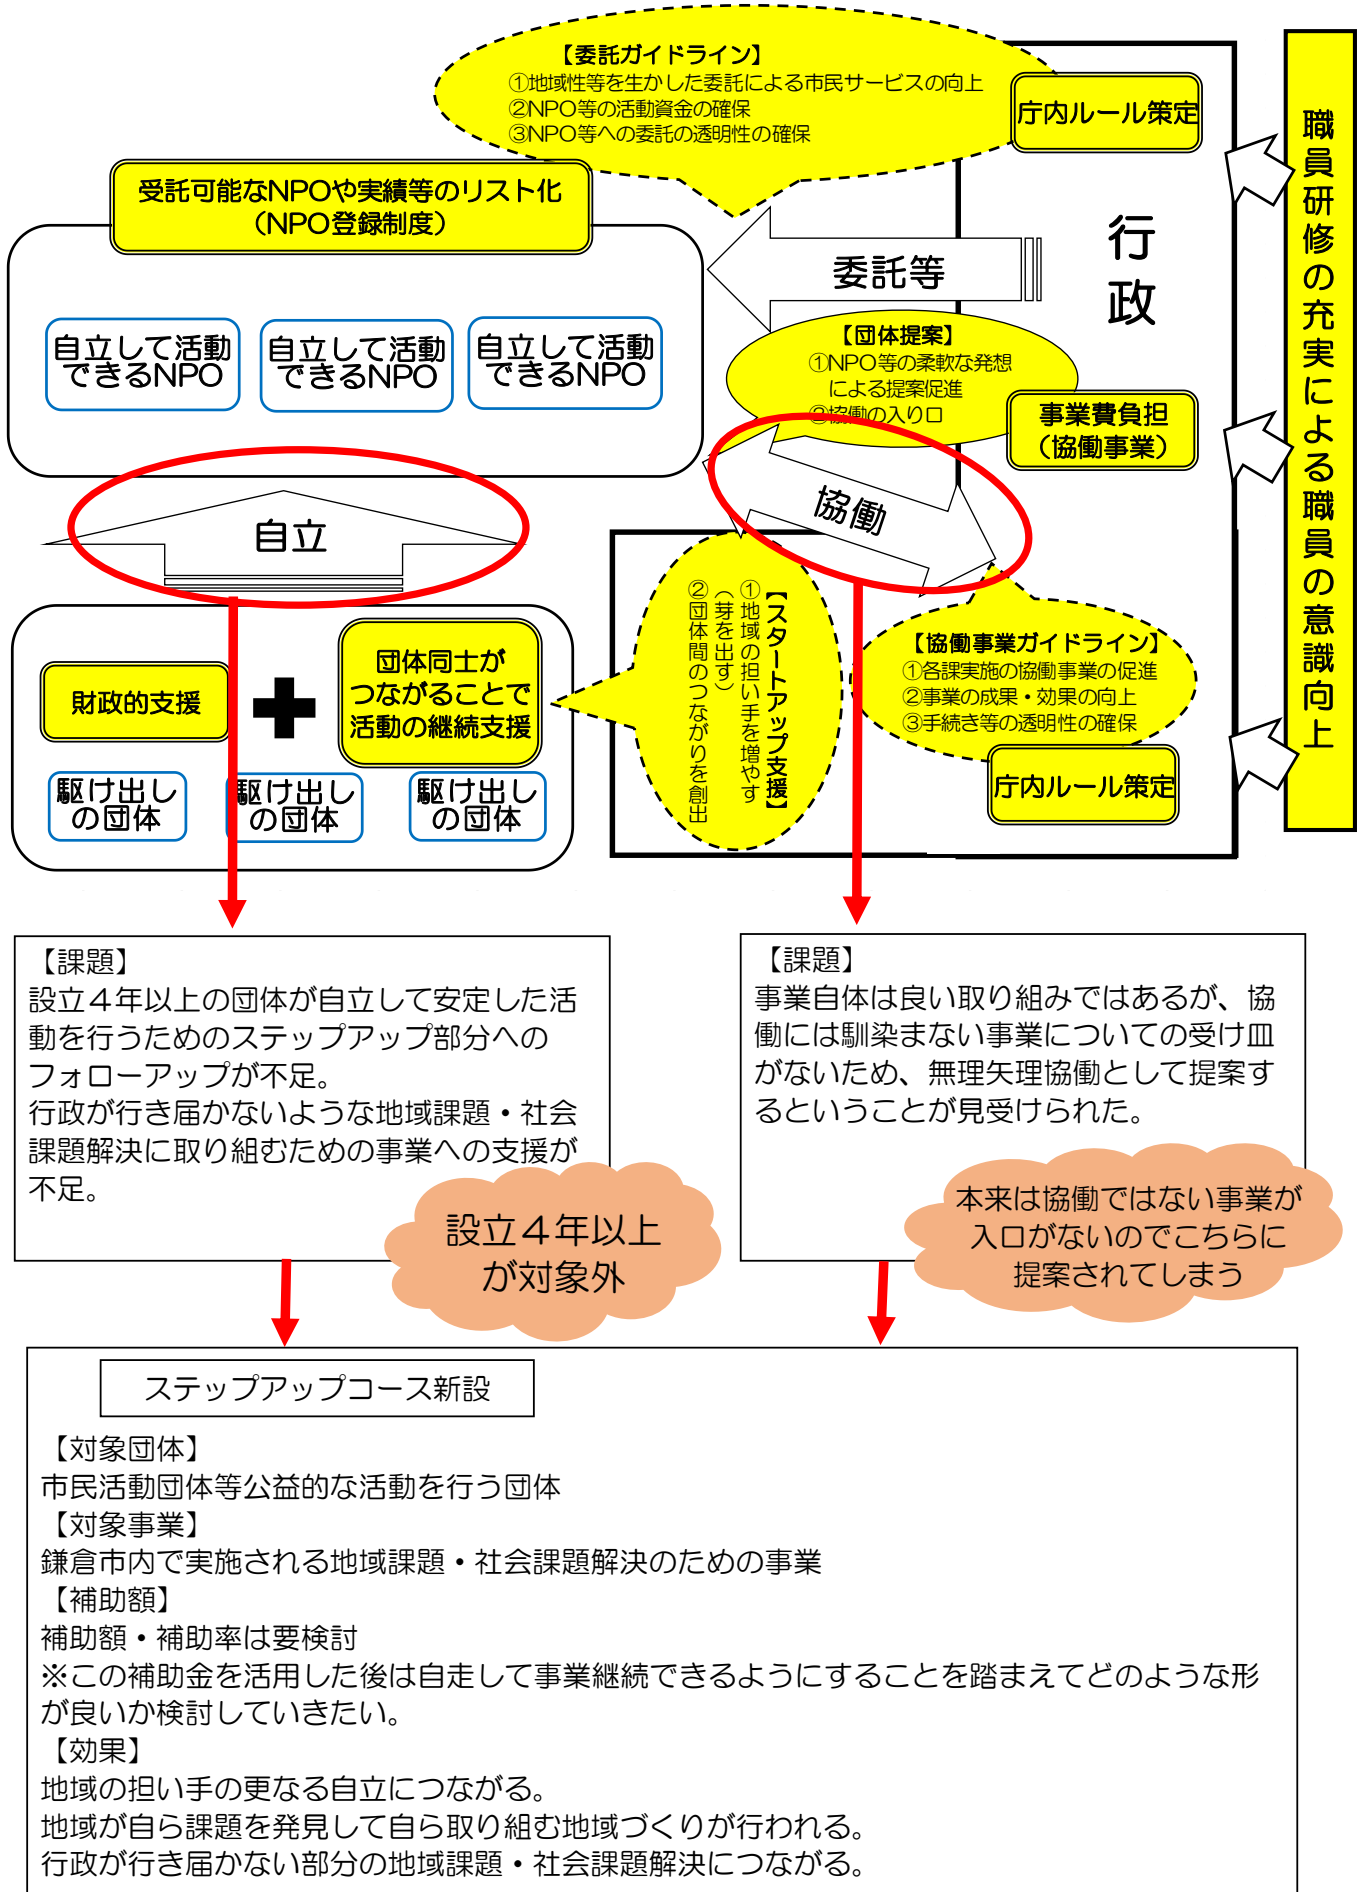 【委託ガイドライン】
①地域性等を生かした委託による市民サービスの向上
②NPO等の活動資金の確保
③NPO等への委託の透明性の確保
庁内ルール策定
職員研修の充実による職員の意識向上
受託可能なNPOや実績等のリスト化
（NPO登録制度）
行政
委託等
自立して活動
できるNPO
自立して活動
できるNPO
自立して活動
できるNPO
【団体提案】
①NPO等の柔軟な発想
による提案促進
②協働の入り口
事業費負担
（協働事業）
協働
自立
【スタートアップ支援】
①地域の担い手を増やす
（芽を出す）
②団体間のつながりを創出
【協働事業ガイドライン】
①各課実施の協働事業の促進
②事業の成果・効果の向上
③手続き等の透明性の確保
庁内ルール策定
財政的支援
団体同士が
つながることで
活動の継続支援
駆け出し
の団体
駆け出し
の団体
駆け出し
の団体
【課題】
設立４年以上の団体が自立して安定した活
動を行うためのステップアップ部分への
フォローアップが不足。
行政が行き届かないような地域課題・社会
課題解決に取り組むための事業への支援が
不足。
設立４年以上
が対象外
【課題】
事業自体は良い取り組みではあるが、協
働には馴染まない事業についての受け皿
がないため、無理矢理協働として提案す
るということが見受けられた。
本来は協働ではない事業が
入口がないのでこちらに
提案されてしまう
ステップアップコース新設
【対象団体】
市民活動団体等公益的な活動を行う団体
【対象事業】
鎌倉市内で実施される地域課題・社会課題解決のための事業
【補助額】
補助額・補助率は要検討
※この補助金を活用した後は自走して事業継続できるようにすることを踏まえてどのような形
が良いか検討していきたい。
【効果】
地域の担い手の更なる自立につながる。
地域が自ら課題を発見して自ら取り組む地域づくりが行われる。
行政が行き届かない部分の地域課題・社会課題解決につながる。